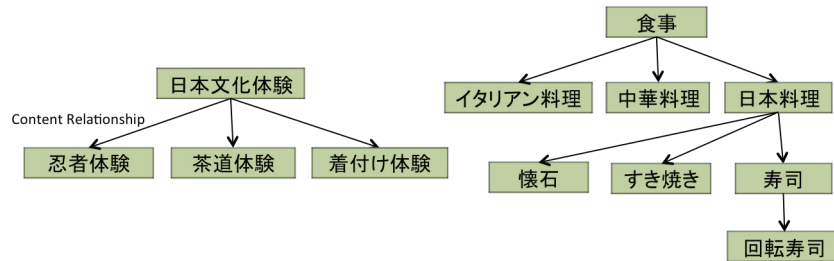 食事
日本文化体験
イタリアン料理
中華料理
日本料理
Content Relationship
忍者体験
茶道体験
着付け体験
懐石
すき焼き
寿司
回転寿司